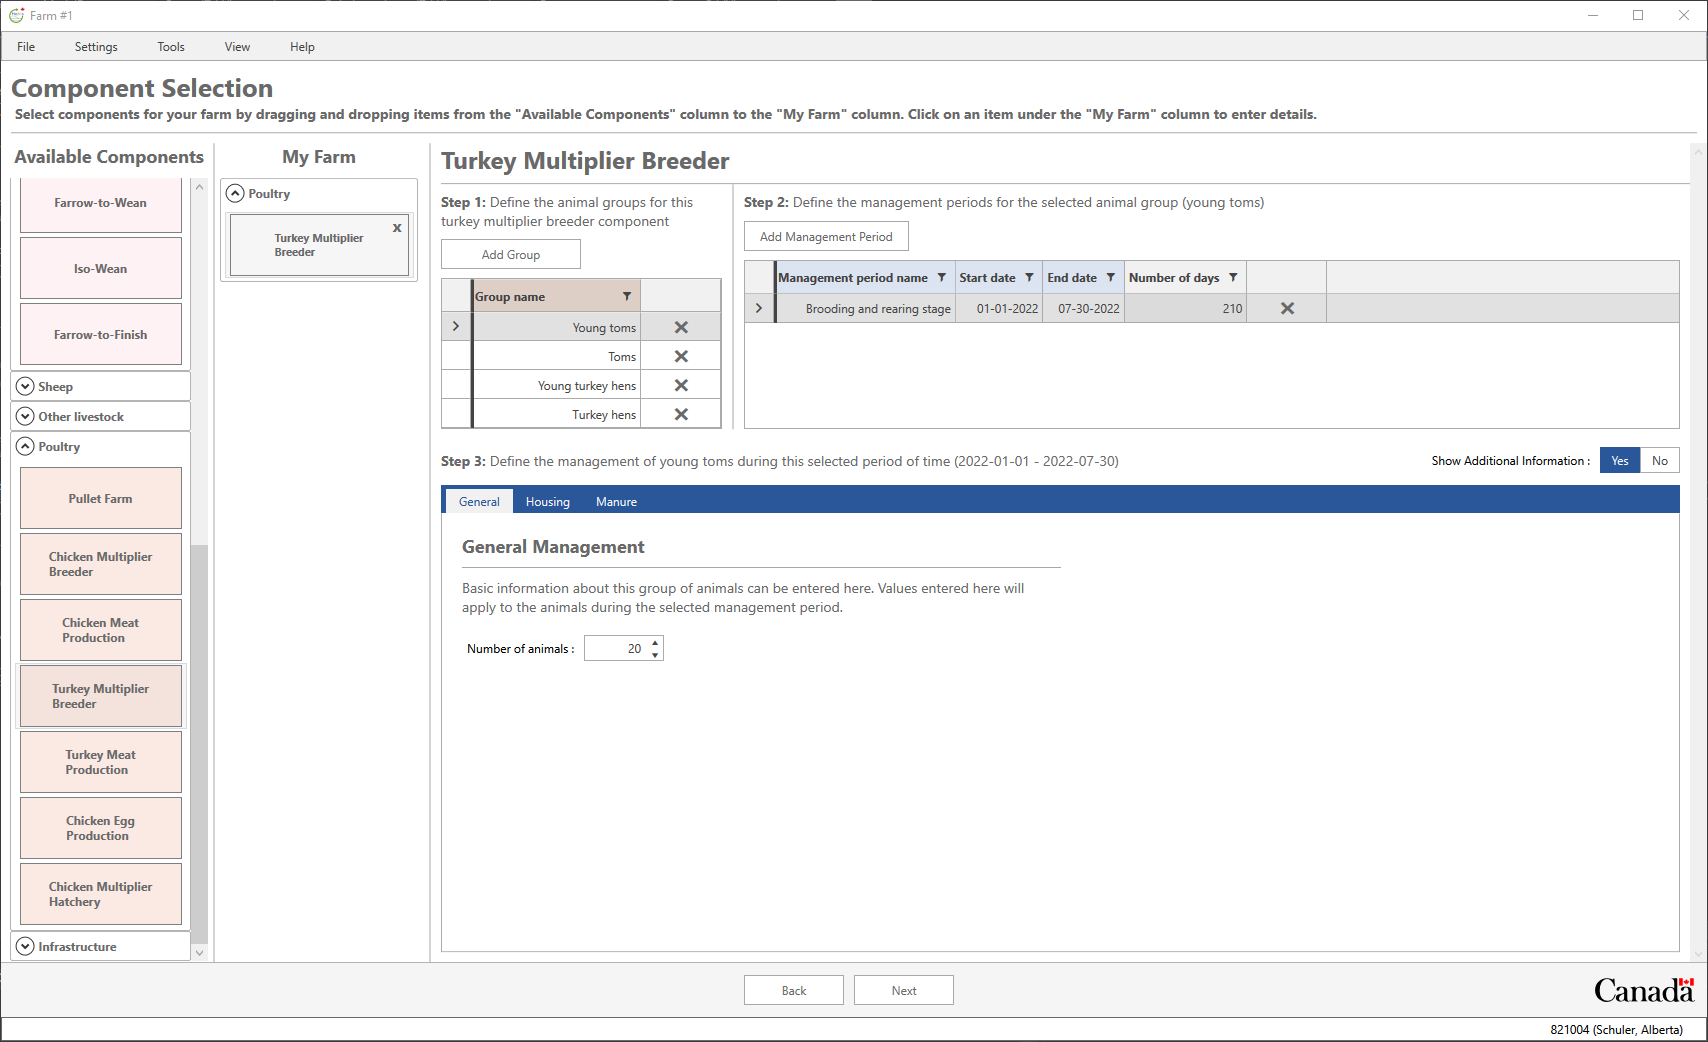 Farm #1
File Settings Tools View Help
Component Selection
Select components for your farm by dragging and dropping items from the "Available Components" column to the "My Farm" column. Click on an item under the "My Farm" column to enter details.
Available Components
Farrow-to-Wean
Iso-Wean
Farrow-to-Finish
Sheep
Other livestock
Poultry
Pullet Farm
Chicken Multiplier
Breeder
Chicken Meat
Production
Turkey Multiplier
Breeder
Turkey Meat
Production
Chicken Egg
Production
Chicken Multiplier
Hatchery
Infrastructure
My Farm
Poultry
Turkey Multiplier
Breeder
x
Turkey Multiplier Breeder
Step 1: Define the animal groups for this
turkey multiplier breeder component
Add Group
Group name
Young toms
Toms
Young turkey hens
Turkey hens
Step 2: Define the management periods for the selected animal group (young toms)
Add Management Period
Management period name Start date End date Number of days
Brooding and rearing stage 01-01-2022 07-30-2022 210
Step 3: Define the management of young toms during this selected period of time (2022-01-01 - 2022-07-30)
Show Additional Information : Yes No
General Housing Manure
General Management
Basic information about this group of animals can be entered here. Values entered here will
apply to the animals during the selected management period.
Number of animals : 20
Back Next
Canada
821004 (Schuler, Alberta)